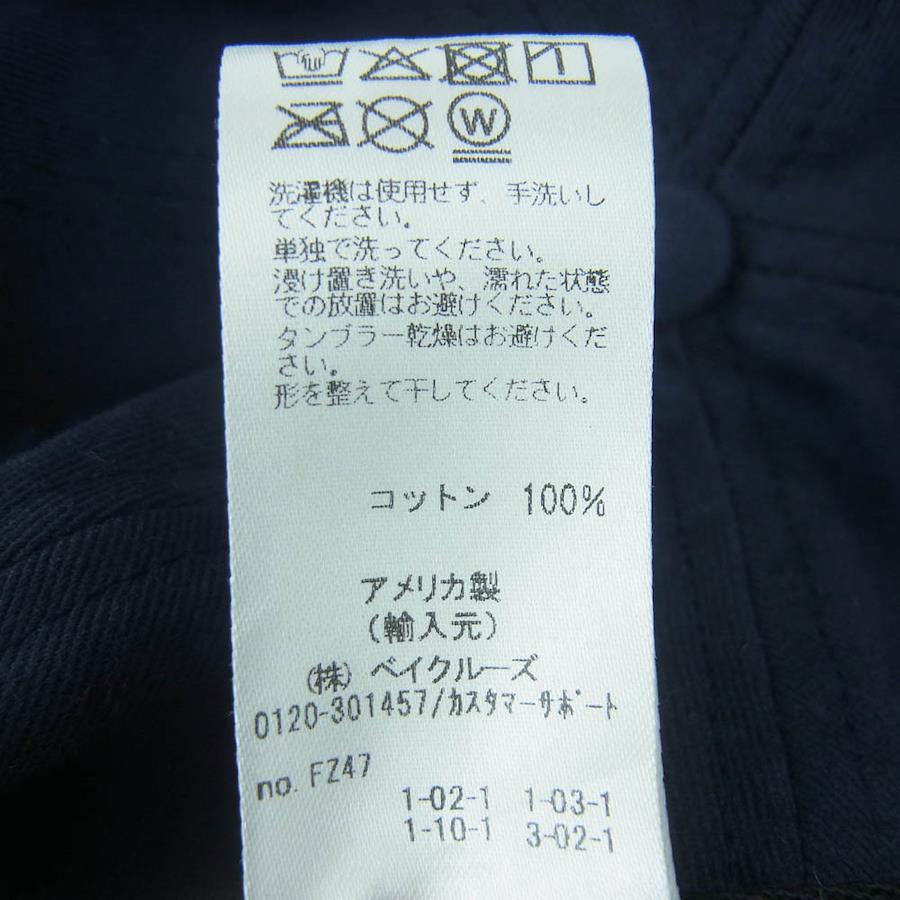 W
洗濯機は使用せず、手洗いし
てください。
単独で洗ってください。
浸け置き洗いや、濡れた状態
での放置はお避けください。
タンブラー乾燥はお避けくだ
さい。
形を整えて干してください。
コットン 100%
アメリカ製
(輸入元)
(株) ベイクルーズ
0120-301457/カスタマーサポート
no. FZ47
1-02-1 1-03-1
1-10-1 3-02-1